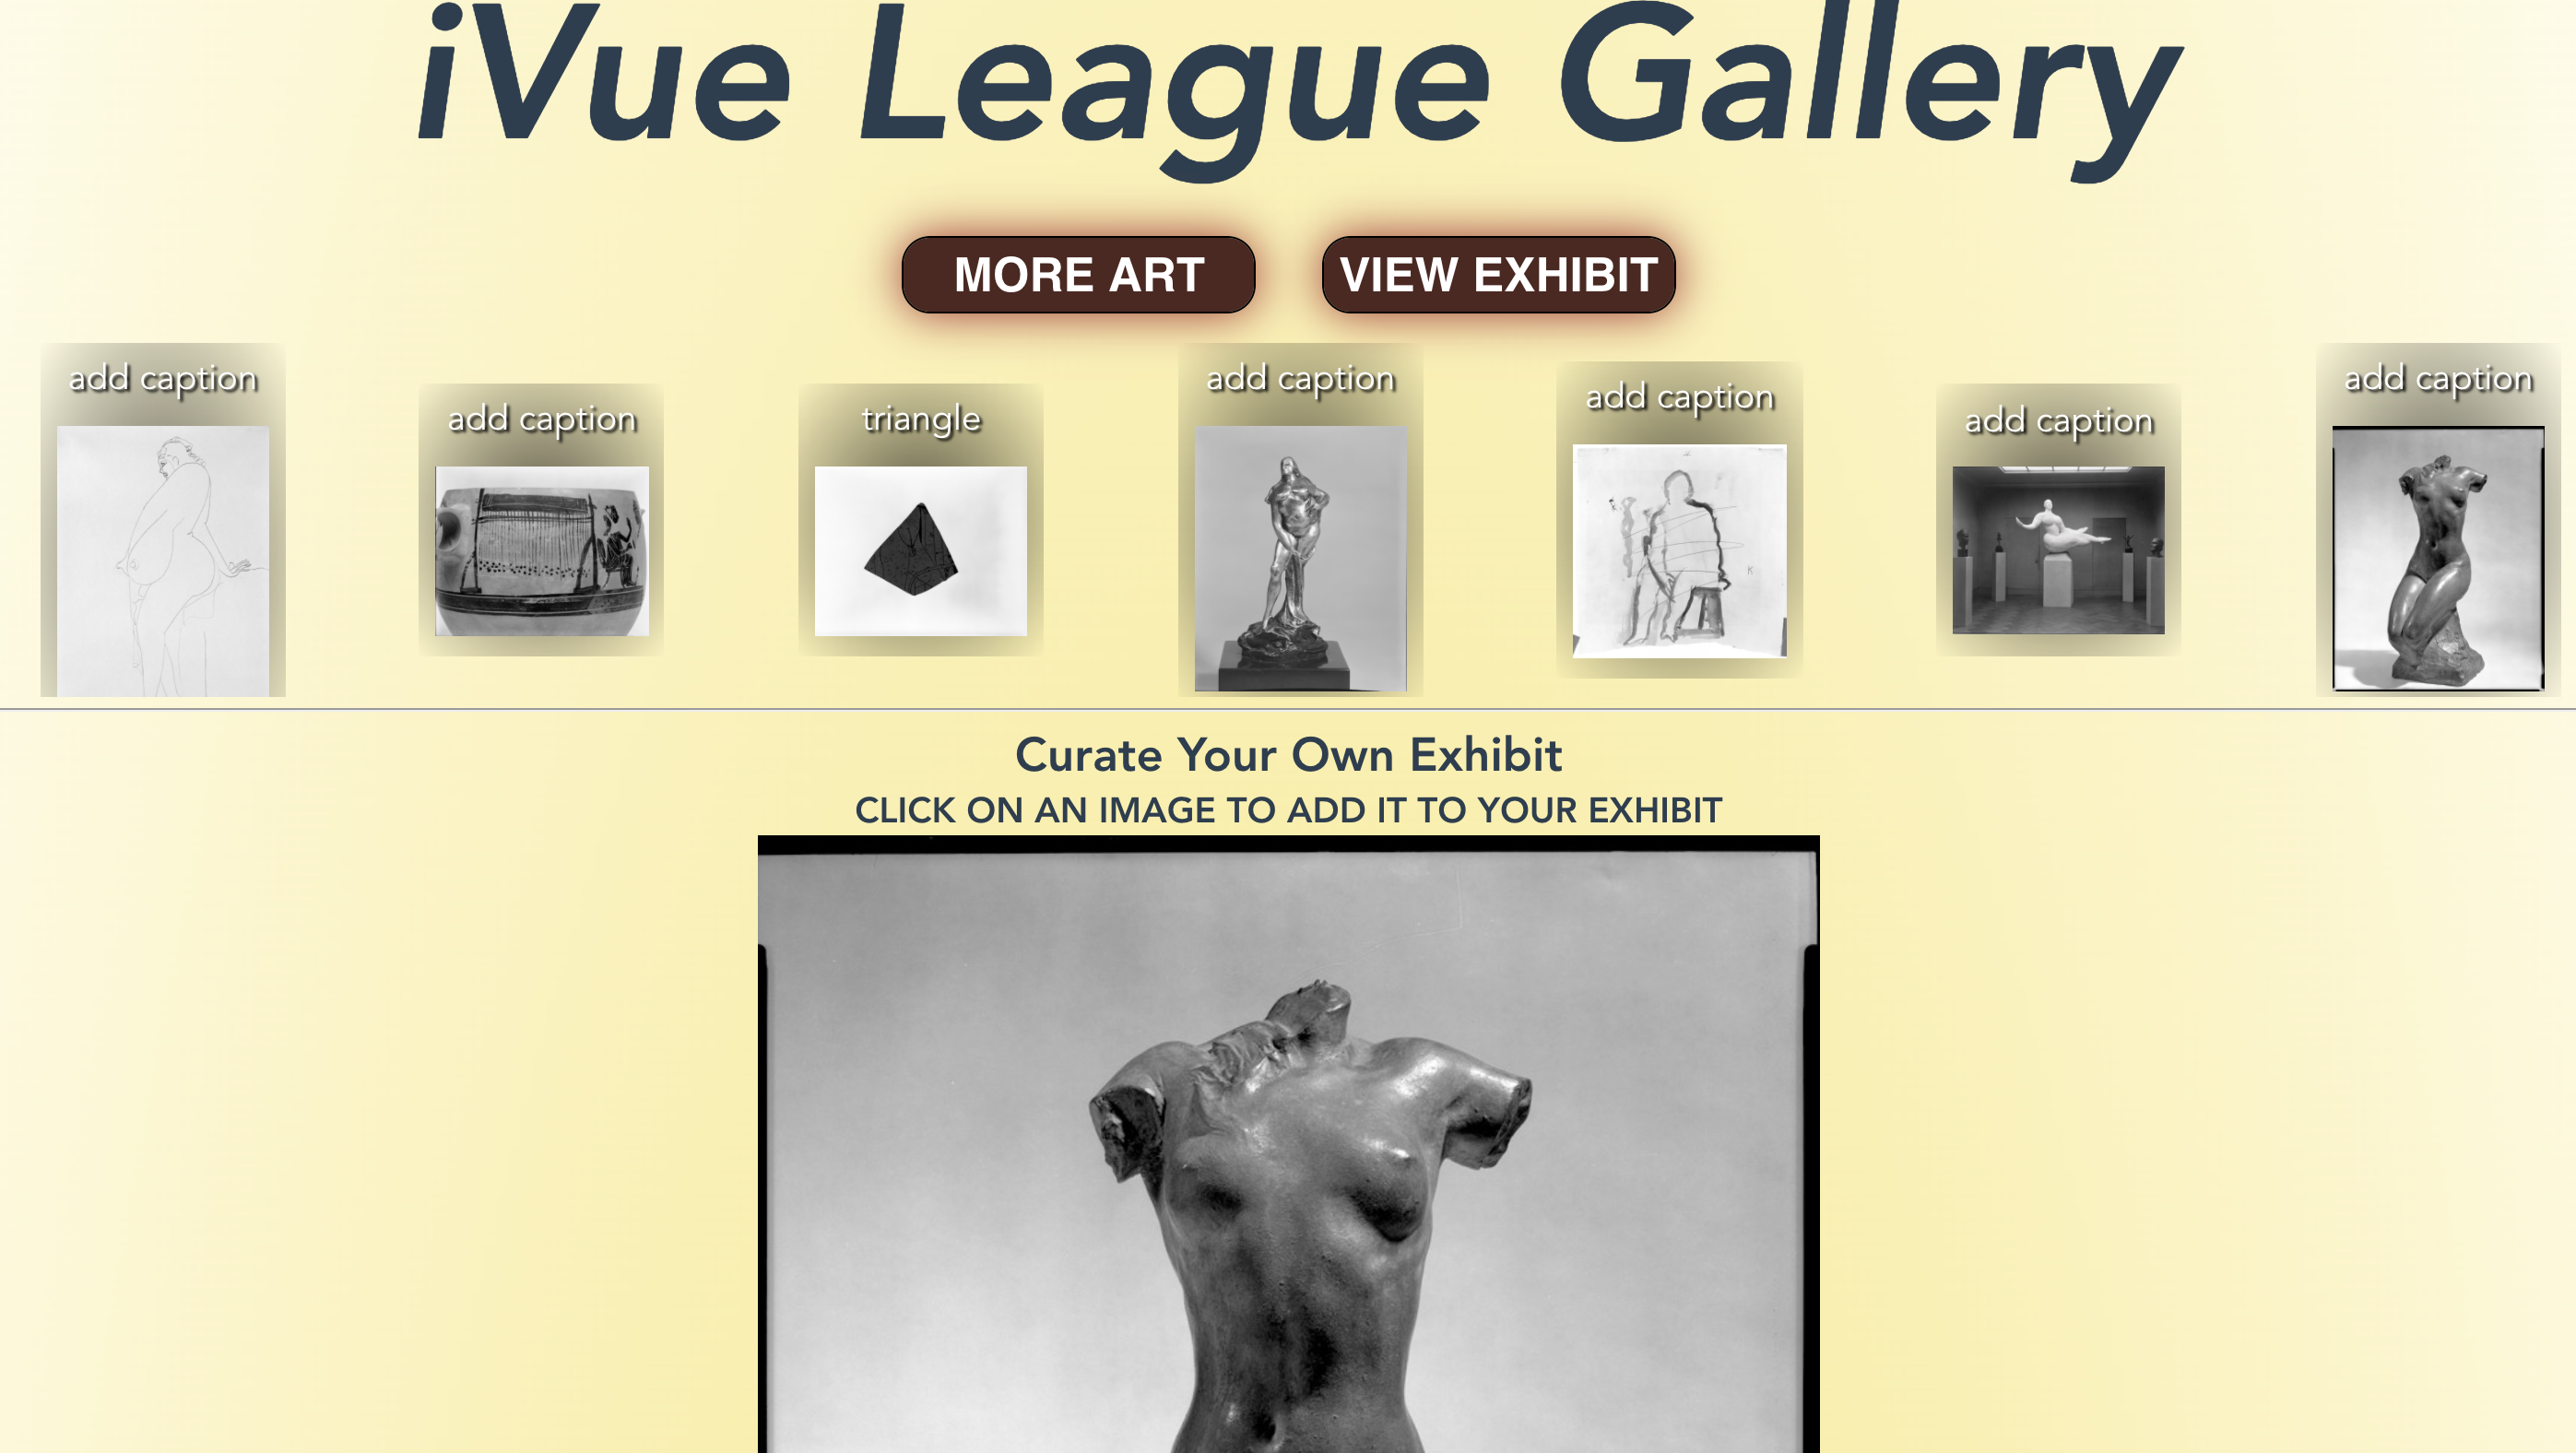 iVue League Gallery
MORE ART
VIEW EXHIBIT
add caption
add caption
triangle
add caption
add caption
add caption
add caption
Curate Your Own Exhibit
CLICK ON AN IMAGE TO ADD IT TO YOUR EXHIBIT